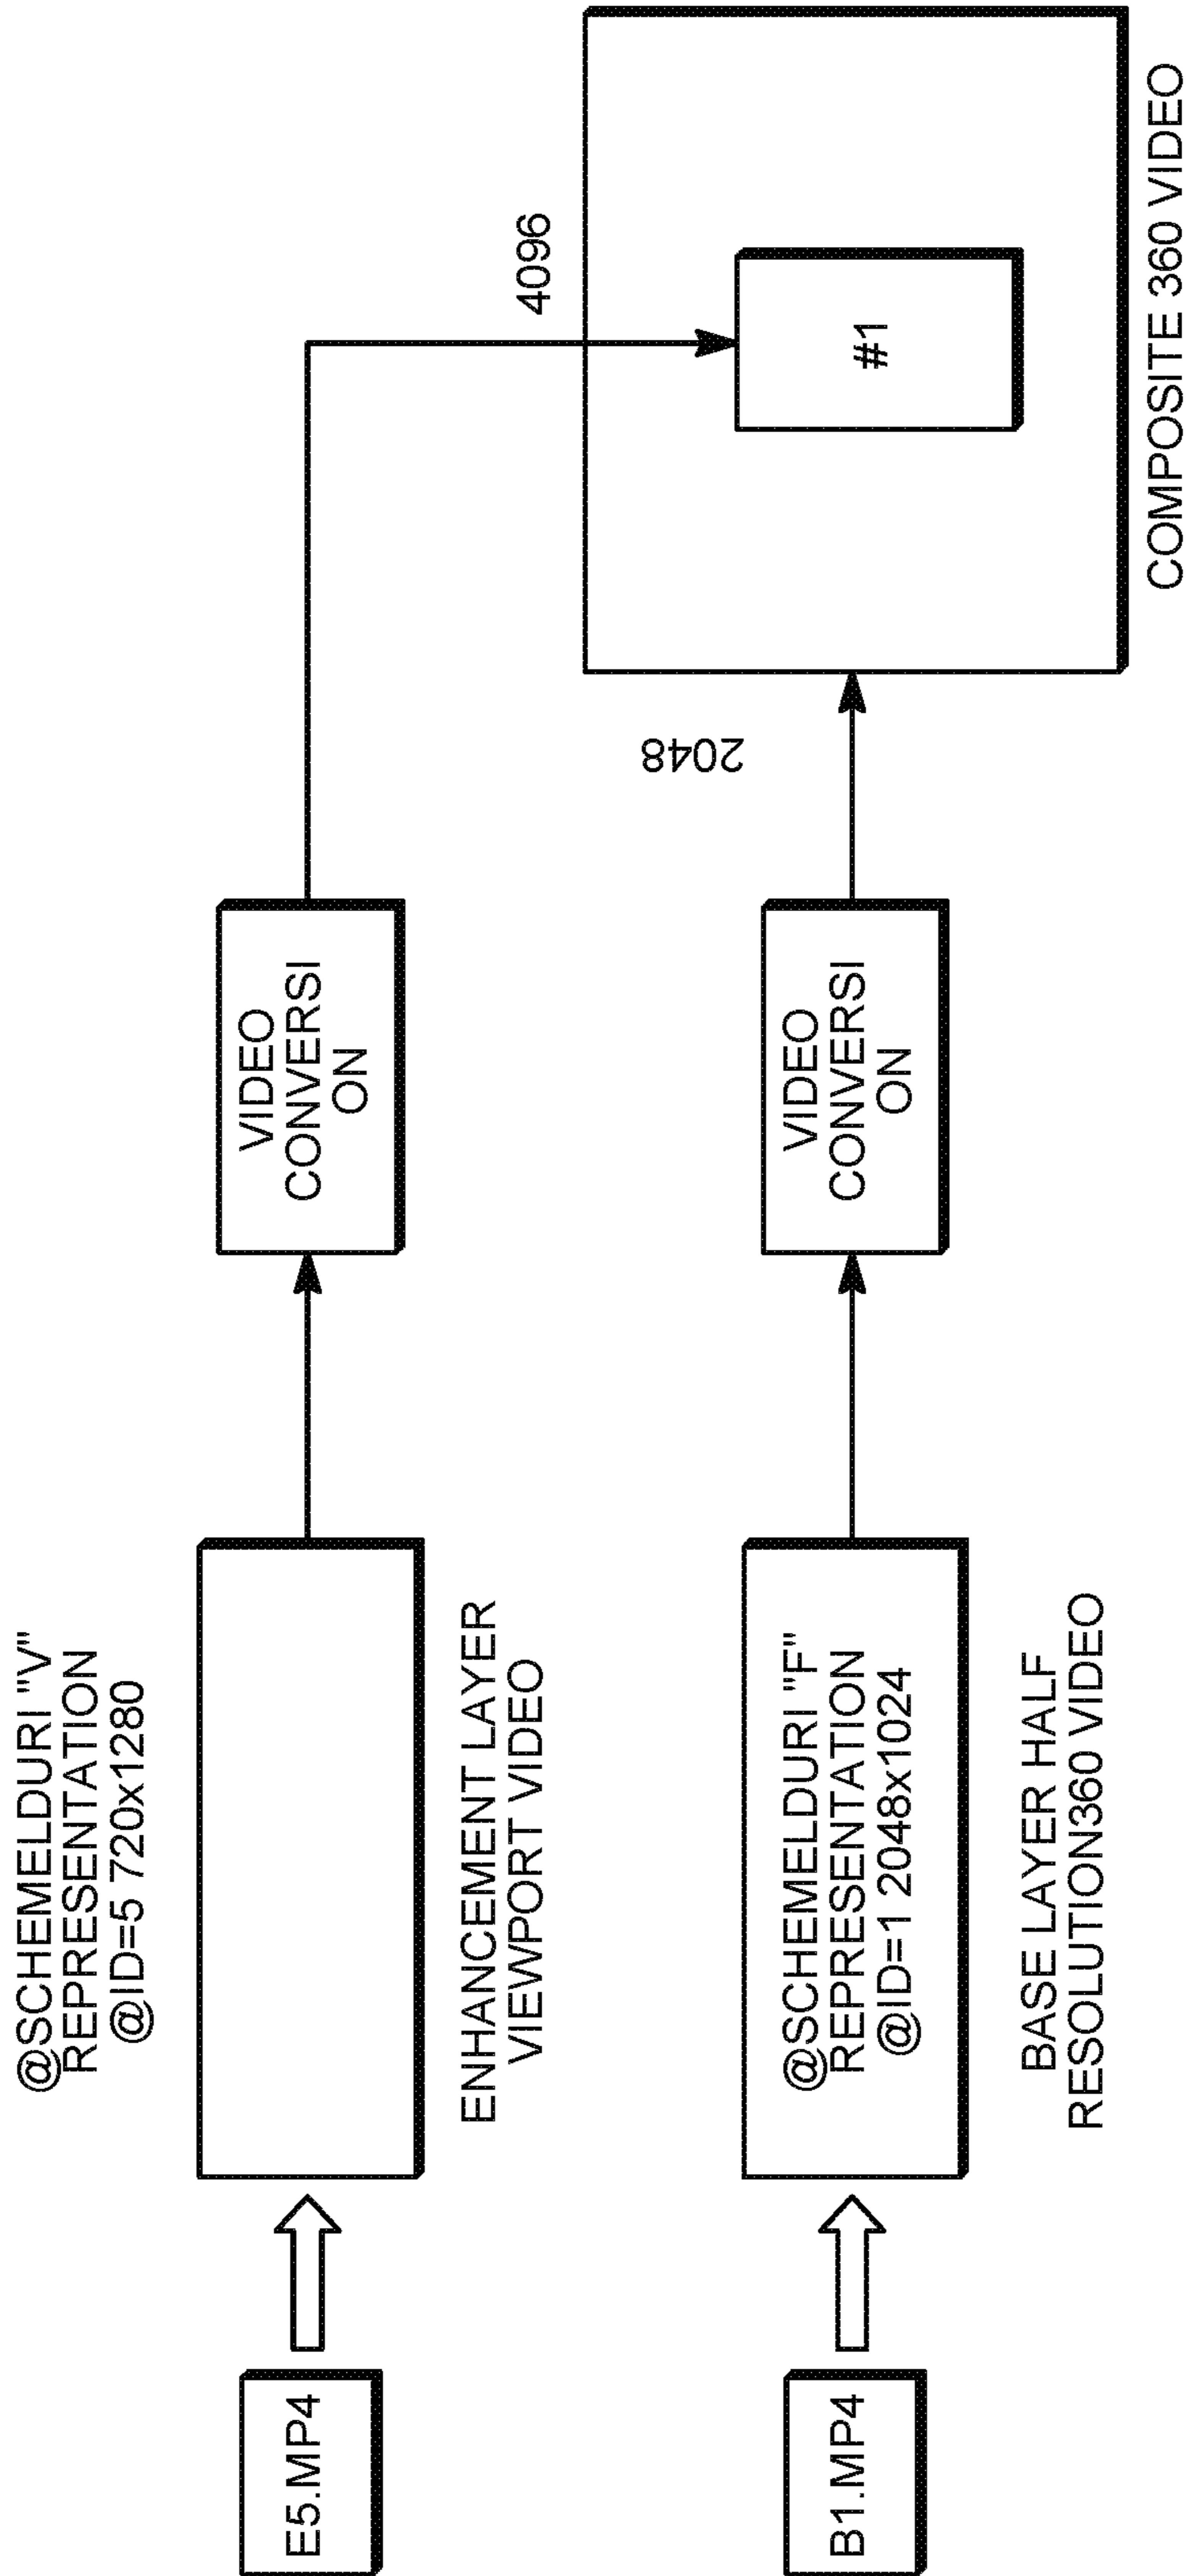 @SCHEMELDURI "V"
REPRESENTATION
@ID=5 720x1280
E5.MP4
ENHANCEMENT LAYER
VIEWPORT VIDEO
VIDEO
CONVERSI
ON
4096
B1.MP4
@SCHEMELDURI "F"
REPRESENTATION
@ID=1 2048x1024
BASE LAYER HALF
RESOLUTION360 VIDEO
VIDEO
CONVERSI
ON
2048
#1
COMPOSITE 360 VIDEO